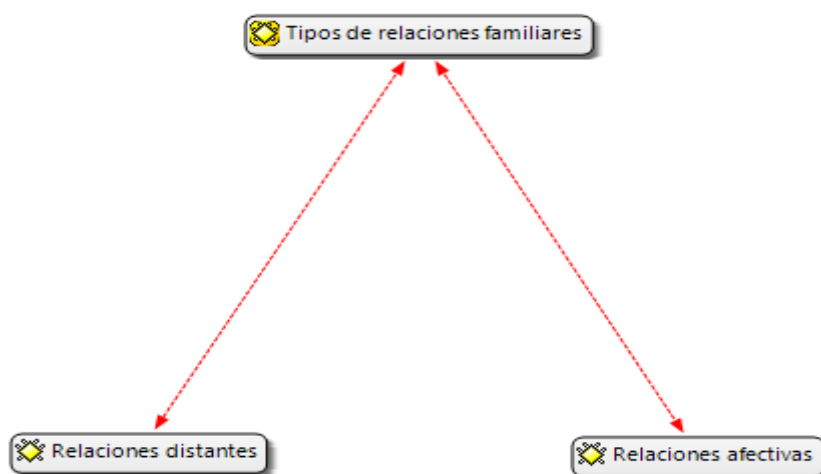 Tipos de relaciones familiares
Relaciones distantes
Relaciones afectivas